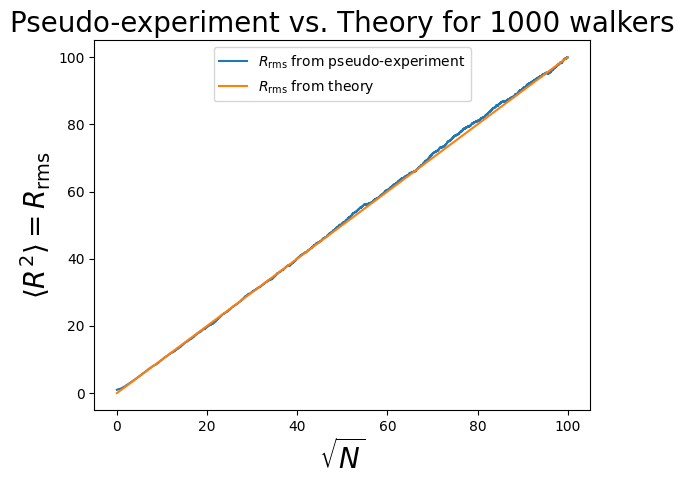 Pseudo-experiment vs. Theory for 1000 walkers
R_rms from pseudo-experiment
R_rms from theory
100
80
60
40
20
0
⟨R²⟩ = R_rms
0 20 40 60 80 100
√N